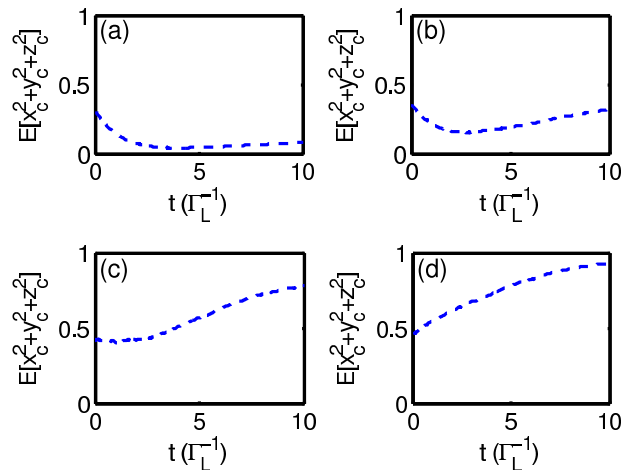 (a)
1
0.5
0
E[x_c^2+y_c^2+z_c^2]
0 5 10
t (Γ_L^{-1})
(b)
1
0.5
0
E[x_c^2+y_c^2+z_c^2]
0 5 10
t (Γ_L^{-1})
(c)
1
0.5
0
E[x_c^2+y_c^2+z_c^2]
0 5 10
t (Γ_L^{-1})
(d)
1
0.5
0
E[x_c^2+y_c^2+z_c^2]
0 5 10
t (Γ_L^{-1})